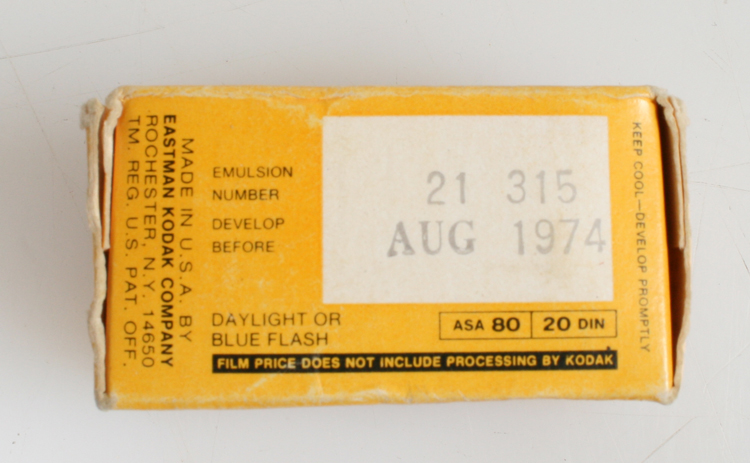 MADE IN U.S.A. BY
EASTMAN KODAK COMPANY
ROCHESTER, N.Y. 14650
TM. REG. U.S. PAT. OFF.
EMULSION
NUMBER
21 315
DEVELOP
BEFORE
AUG 1974
DAYLIGHT OR
BLUE FLASH
ASA 80 20 DIN
FILM PRICE DOES NOT INCLUDE PROCESSING BY KODAK
KEEP COOL—DEVELOP PROMPTLY